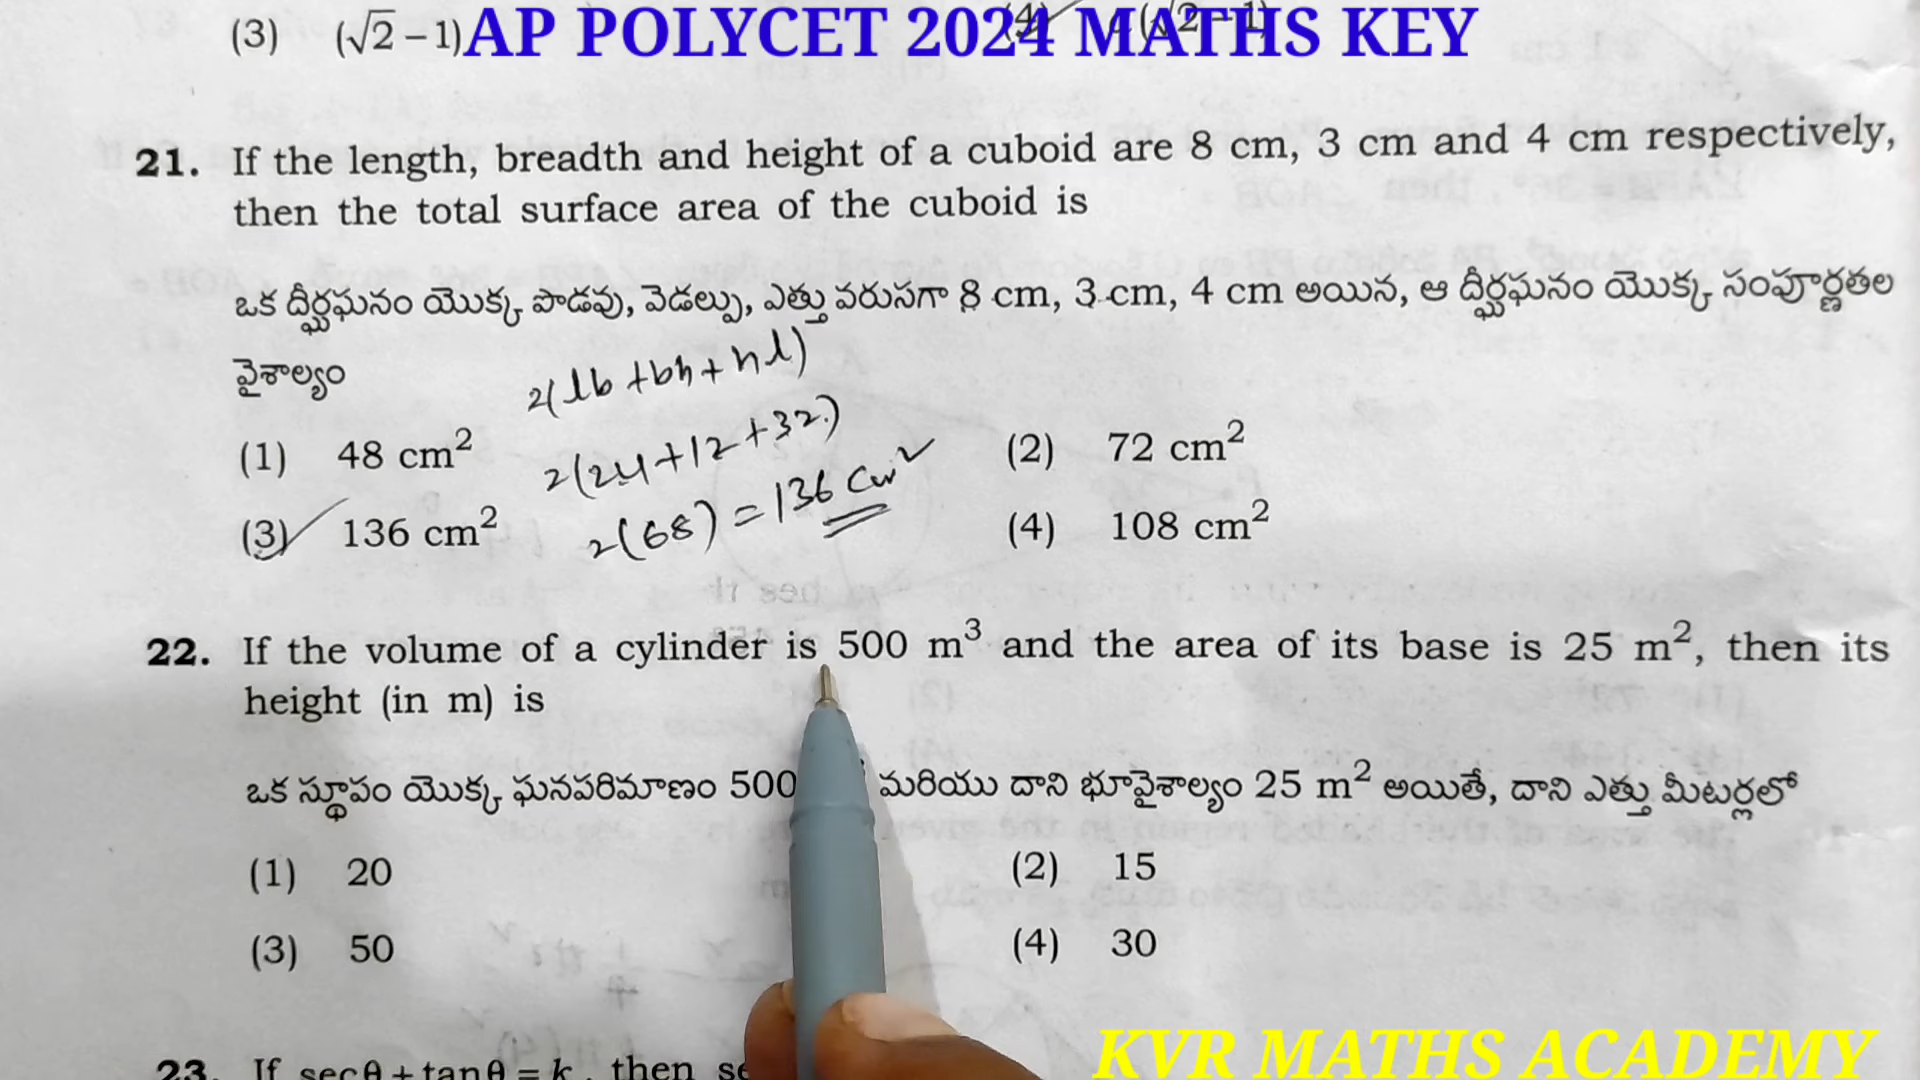 (3) (√2 – 1)
AP POLYCET 2024 MATHS KEY
21. If the length, breadth and height of a cuboid are 8 cm, 3 cm and 4 cm respectively,
then the total surface area of the cuboid is
ఒక దీర్ఘఘనం యొక్క పొడవు, వెడల్పు, ఎత్తు వరుసగా 8 cm, 3 cm, 4 cm అయిన, ఆ దీర్ఘఘనం యొక్క సంపూర్ణతల
వైశాల్యం
2(lb+bh+hl)
2(24+12+32)
2(68) = 136 cm²
(1) 48 cm²
(2) 72 cm²
(3) 136 cm²
(4) 108 cm²
22. If the volume of a cylinder is 500 m³ and the area of its base is 25 m², then its
height (in m) is
ఒక స్థూపం యొక్క ఘనపరిమాణం 500 మరియు దాని భూవైశాల్యం 25 m² అయితే, దాని ఎత్తు మీటర్లలో
(1) 20
(2) 15
(3) 50
(4) 30
23. If secθ + tanθ = k, then se
KVR MATHS ACADEMY